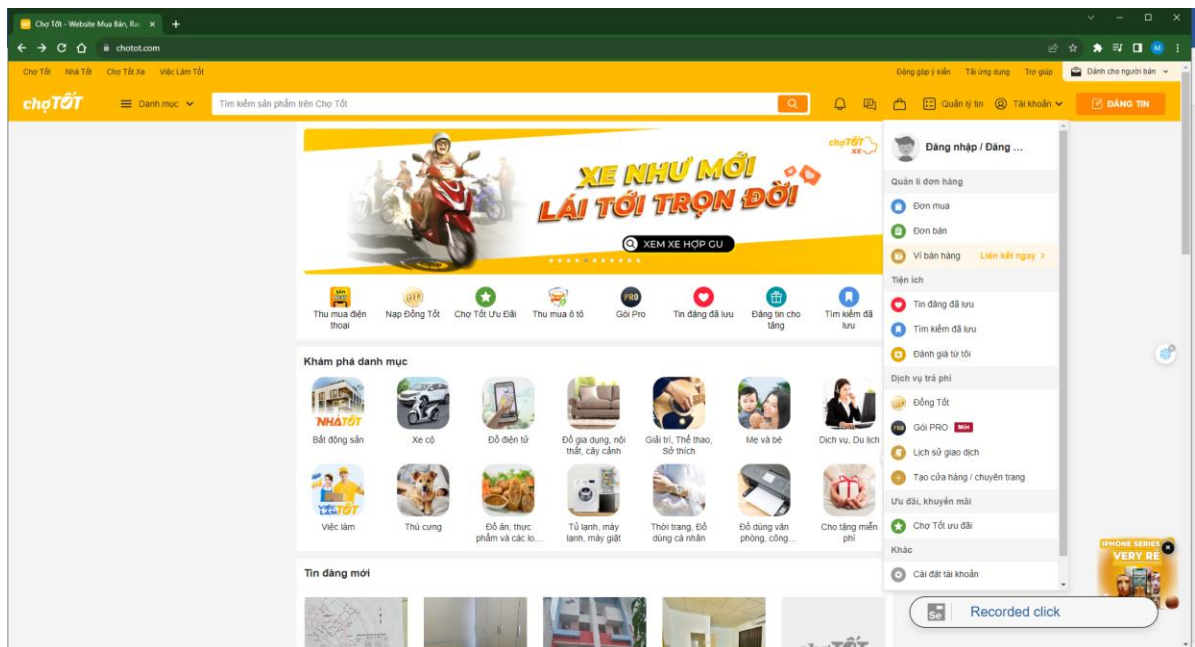 Chợ Tốt - Website Mua Bán, Ra
chotot.com
M
Chợ Tốt Nhà Tốt Chợ Tốt Xe Việc Làm Tốt
Đóng góp ý kiến Tải ứng dụng Trợ giúp Dành cho người bán
chợTỐT Danh mục Tìm kiếm sản phẩm trên Chợ Tốt Quản lý tin Tài khoản ĐĂNG TIN
chợTỐT
XE
XE NHƯ MỚI
LÁI TỚI TRỌN ĐỜI
XEM XE HỢP GU
Thu mua điện thoại
Nạp Đồng Tốt
Chợ Tốt Ưu Đãi
Thu mua ô tô
PRO
Gói Pro
Tin đăng đã lưu
Đăng tin cho tặng
Tìm kiếm đã lưu
Khám phá danh mục
NHÀTỐT
Bất động sản
Xe cộ
Đồ điện tử
Đồ gia dụng, nội thất, cây cảnh
Giải trí, Thể thao, Sở thích
Mẹ và bé
Dịch vụ, Du lịch
VIỆC LÀM TỐT
Việc làm
Thú cưng
Đồ ăn, thực phẩm và các lo...
Tủ lạnh, máy lạnh, máy giặt
Thời trang, Đồ dùng cá nhân
Đồ dùng văn phòng, công...
Cho tặng miễn phí
Tin đăng mới
chợTỐT
Đăng nhập / Đăng ...
Quản lí đơn hàng
Đơn mua
Đơn bán
Ví bán hàng Liên kết ngay >
Tiện ích
Tin đăng đã lưu
Tìm kiếm đã lưu
Đánh giá từ tôi
Dịch vụ trả phí
Đồng Tốt
PRO Gói PRO Mới
Lịch sử giao dịch
Tạo cửa hàng / chuyên trang
Ưu đãi, khuyến mãi
Chợ Tốt ưu đãi
Khác
Cài đặt tài khoản
IPHONE SERIES
VERY RẺ
Se Recorded click